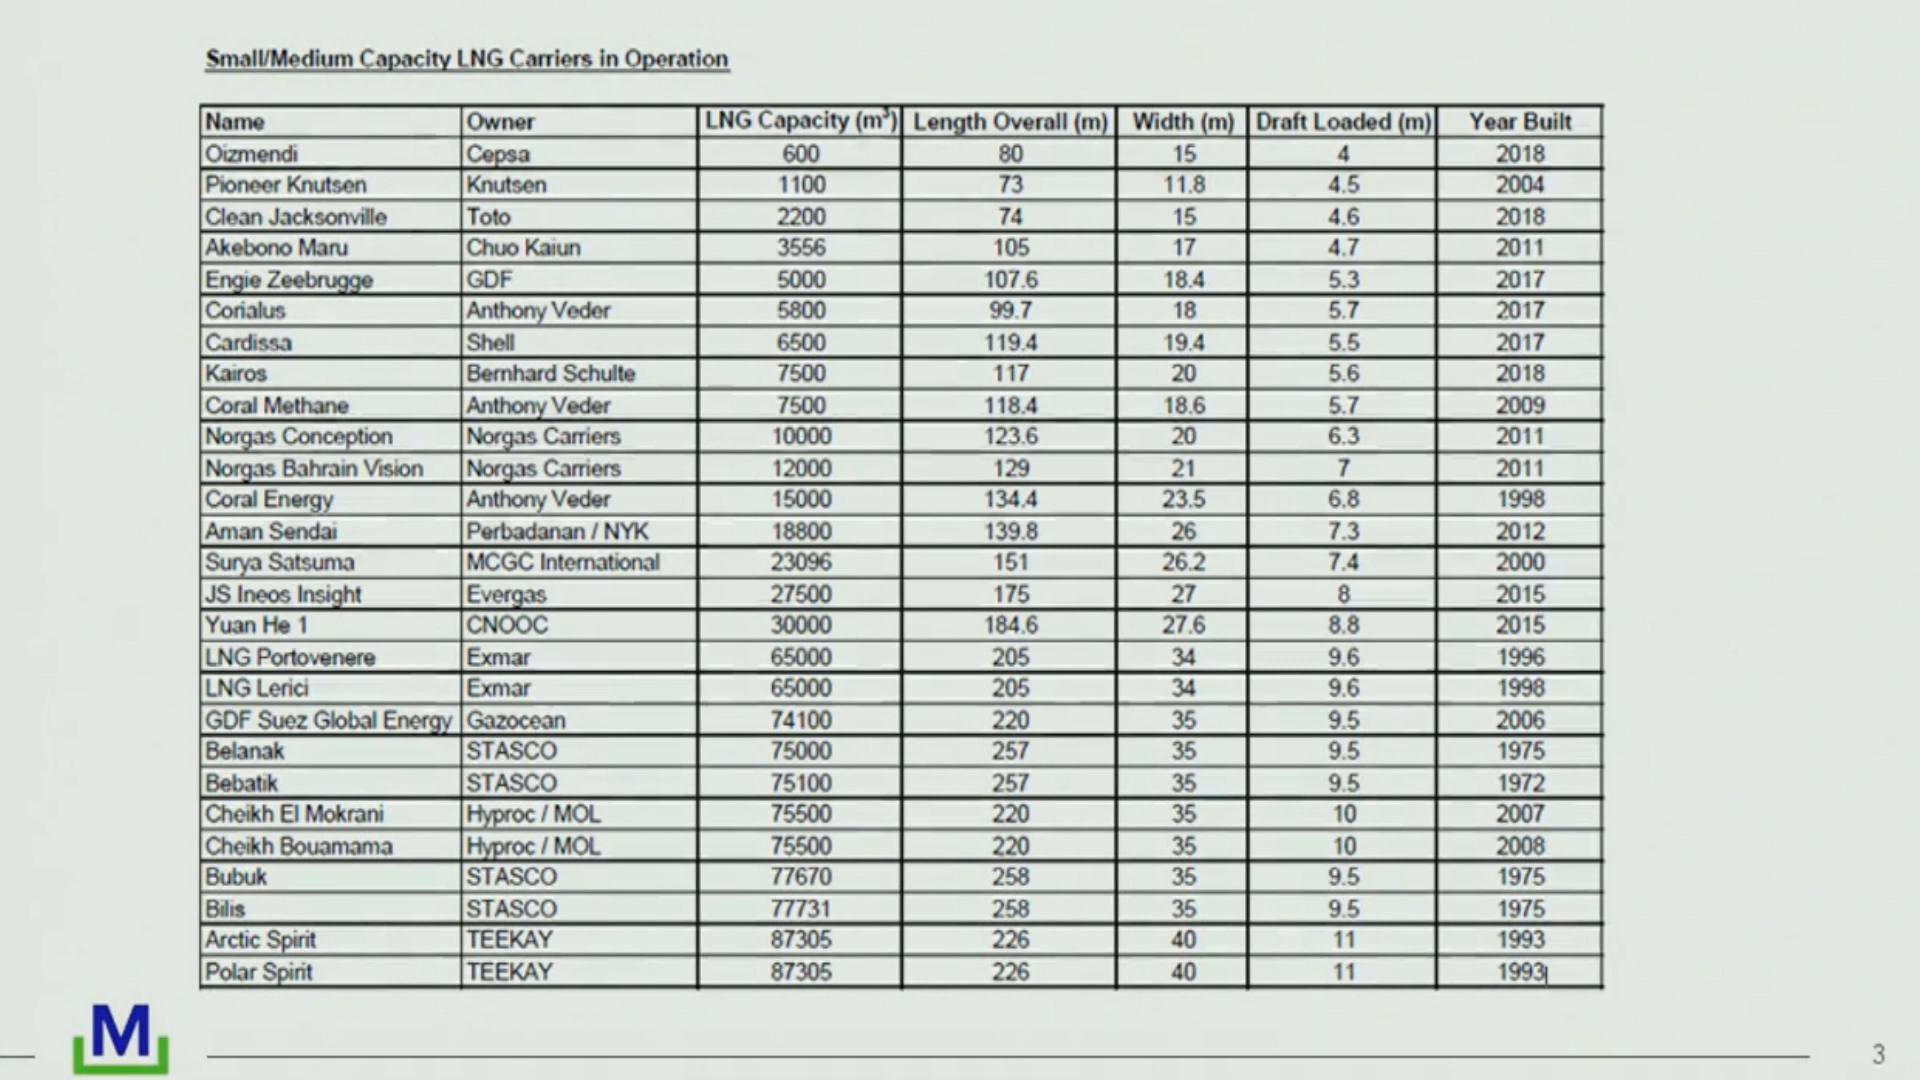 Small/Medium Capacity LNG Carriers in Operation
Name Owner LNG Capacity (m³) Length Overall (m) Width (m) Draft Loaded (m) Year Built
Oizmendi Cepsa 600 80 15 4 2018
Pioneer Knutsen Knutsen 1100 73 11.8 4.5 2004
Clean Jacksonville Toto 2200 74 15 4.6 2018
Akebono Maru Chuo Kaiun 3556 105 17 4.7 2011
Engie Zeebrugge GDF 5000 107.6 18.4 5.3 2017
Corialus Anthony Veder 5800 99.7 18 5.7 2017
Cardissa Shell 6500 119.4 19.4 5.5 2017
Kairos Bernhard Schulte 7500 117 20 5.6 2018
Coral Methane Anthony Veder 7500 118.4 18.6 5.7 2009
Norgas Conception Norgas Carriers 10000 123.6 20 6.3 2011
Norgas Bahrain Vision Norgas Carriers 12000 129 21 7 2011
Coral Energy Anthony Veder 15000 134.4 23.5 6.8 1998
Aman Sendai Perbadanan / NYK 18800 139.8 26 7.3 2012
Surya Satsuma MCGC International 23096 151 26.2 7.4 2000
JS Ineos Insight Evergas 27500 175 27 8 2015
Yuan He 1 CNOOC 30000 184.6 27.6 8.8 2015
LNG Portovenere Exmar 65000 205 34 9.6 1996
LNG Lerici Exmar 65000 205 34 9.6 1998
GDF Suez Global Energy Gazocean 74100 220 35 9.5 2006
Belanak STASCO 75000 257 35 9.5 1975
Bebatik STASCO 75100 257 35 9.5 1972
Cheikh El Mokrani Hyproc / MOL 75500 220 35 10 2007
Cheikh Bouamama Hyproc / MOL 75500 220 35 10 2008
Bubuk STASCO 77670 258 35 9.5 1975
Bilis STASCO 77731 258 35 9.5 1975
Arctic Spirit TEEKAY 87305 226 40 11 1993
Polar Spirit TEEKAY 87305 226 40 11 1993
M
3